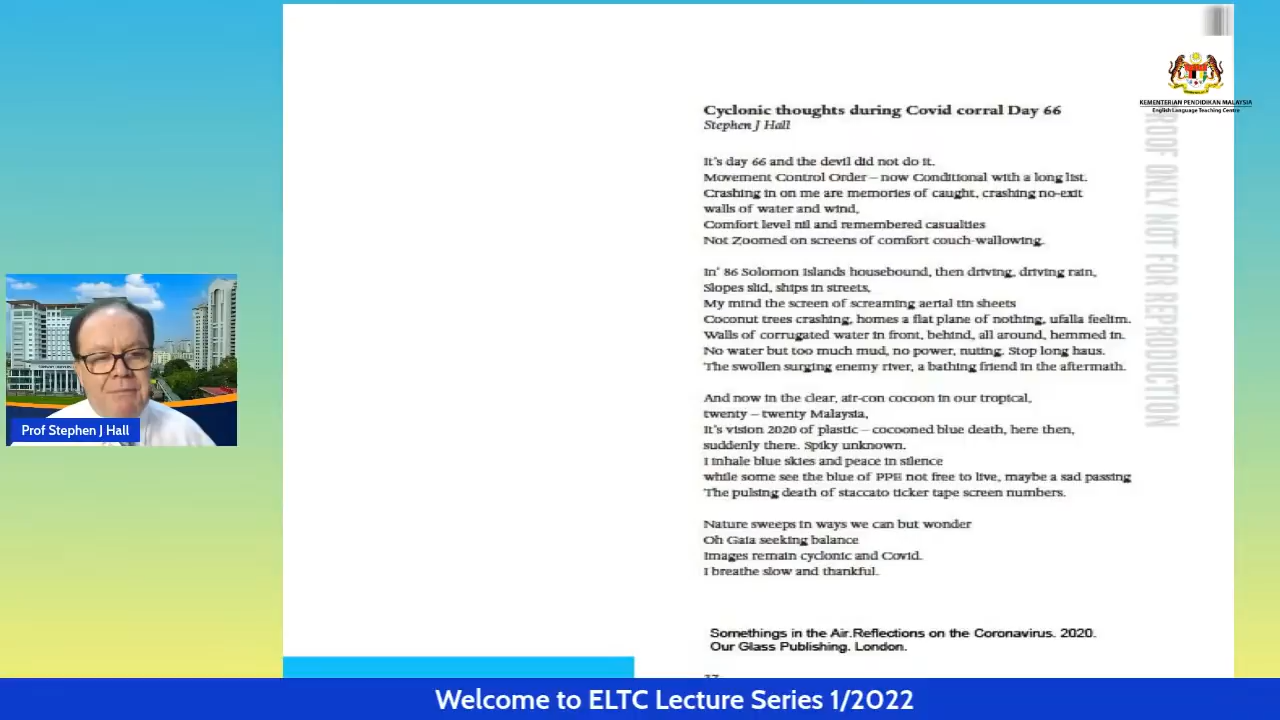 Cyclonic thoughts during Covid corral Day 66
Stephen J Hall
It's day 66 and the devil did not do it.
Movement Control Order – now Conditional with a long list.
Crashing in on me are memories of caught, crashing no-exit
walls of water and wind,
Comfort level nil and remembered casualties
Not Zoomed on screens of comfort couch-wallowing.
In' 86 Solomon Islands housebound, then driving, driving rain,
Slopes slid, ships in streets,
My mind the screen of screaming aerial tin sheets
Coconut trees crashing, homes a flat plane of nothing, ufalla feelim.
Walls of corrugated water in front, behind, all around, hemmed in.
No water but too much mud, no power, nuting. Stop long haus.
The swollen surging enemy river, a bathing friend in the aftermath.
And now in the clear, air-con cocoon in our tropical,
twenty – twenty Malaysia,
It's vision 2020 of plastic – cocooned blue death, here then,
suddenly there. Spiky unknown.
I inhale blue skies and peace in silence
while some see the blue of PPE not free to live, maybe a sad passing
The pulsing death of staccato ticker tape screen numbers.
Nature sweeps in ways we can but wonder
Oh Gaia seeking balance
Images remain cyclonic and Covid.
I breathe slow and thankful.
Somethings in the Air.Reflections on the Coronavirus. 2020.
Our Glass Publishing. London.
KEMENTERIAN PENDIDIKAN MALAYSIA
English Language Teaching Centre
ROOF ONLY NOT FOR REPRODUCTION
Prof Stephen J Hall
Welcome to ELTC Lecture Series 1/2022